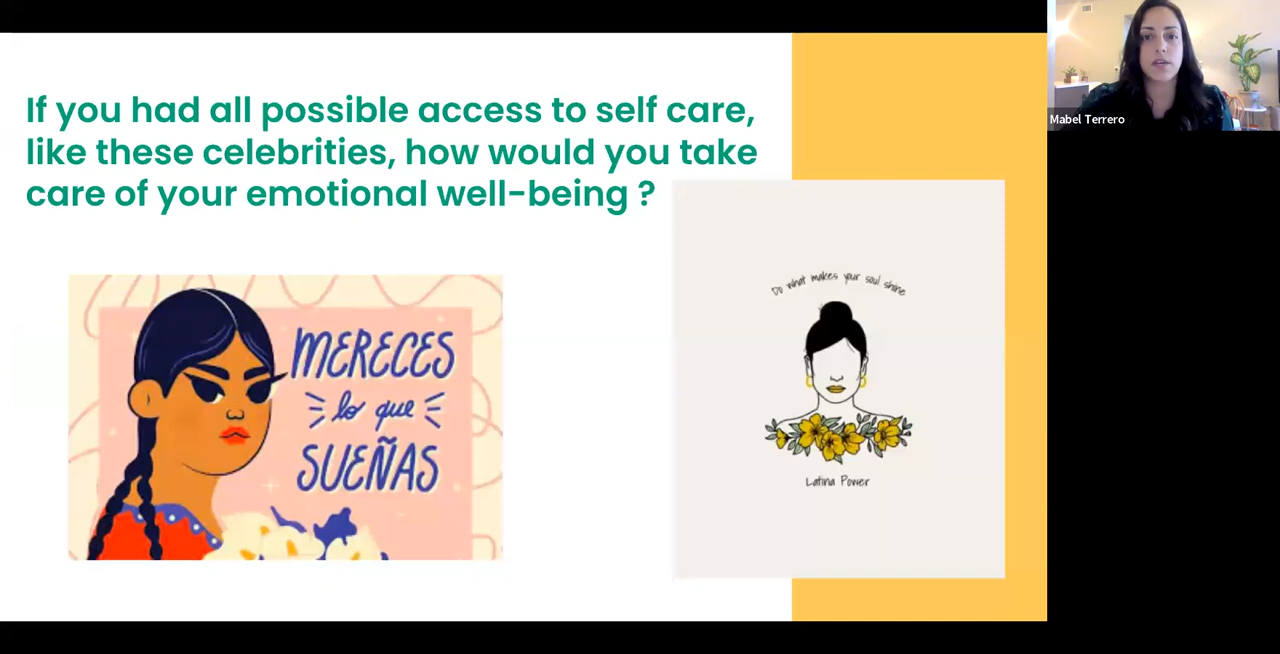 If you had all possible access to self care,
like these celebrities, how would you take
care of your emotional well-being ?
MERECES
lo que
SUEÑAS
Do what makes your soul shine
Latina Power
Mabel Terrero